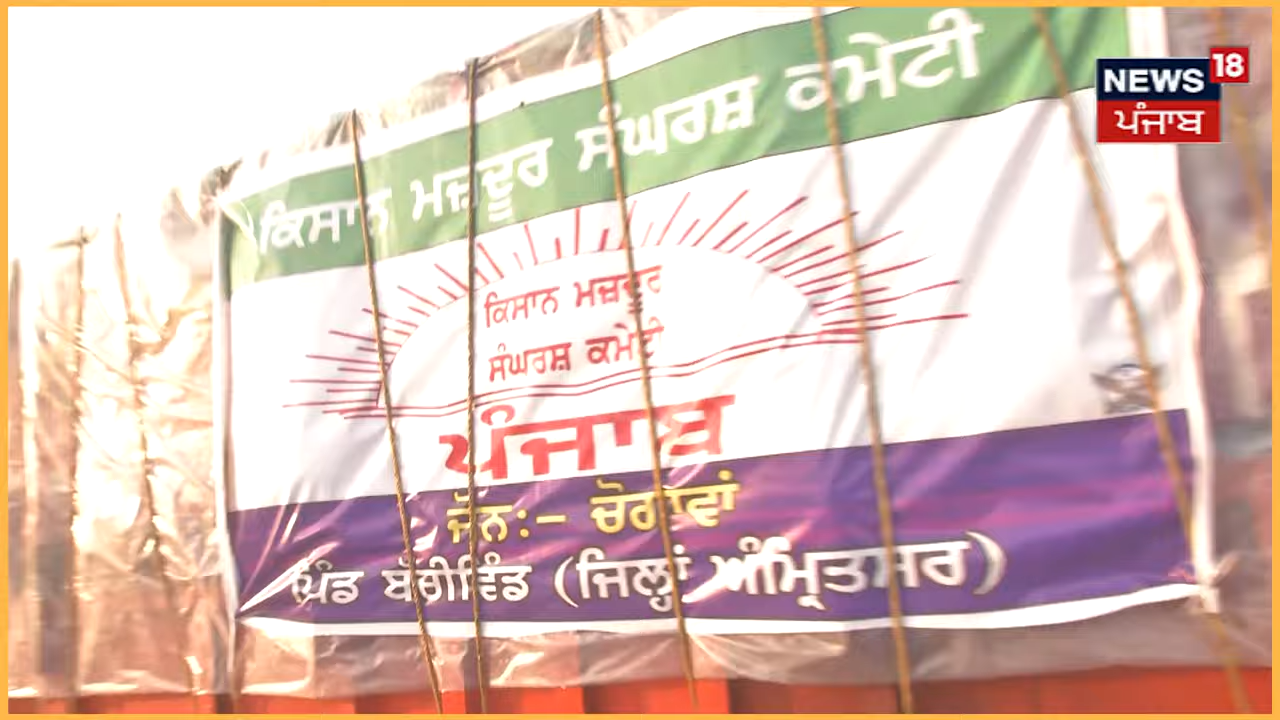 NEWS 18
ਪੰਜਾਬ
ਕਿਸਾਨ ਮਜ਼ਦੂਰ ਸੰਘਰਸ਼ ਕਮੇਟੀ
ਕਿਸਾਨ ਮਜ਼ਦੂਰ
ਸੰਘਰਸ਼ ਕਮੇਟੀ
ਪੰਜਾਬ
ਜ਼ੋਨ:- ਚੋਗਾਵਾਂ
ਪਿੰਡ (ਜਿਲ੍ਹਾਂ ਅੰਮ੍ਰਿਤਸਰ)